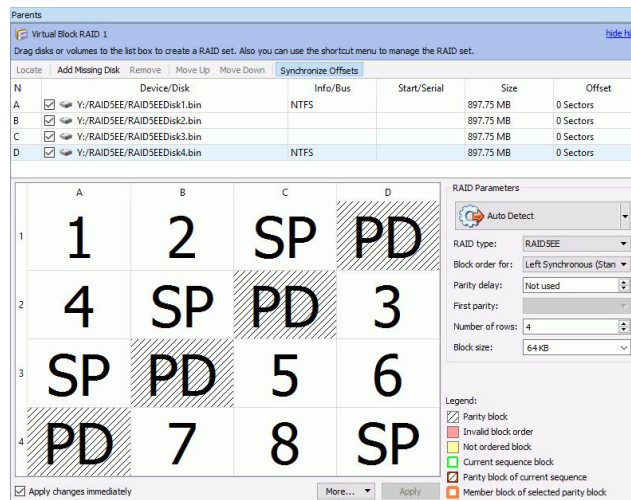 Parents
Virtual Block RAID 1
Drag disks or volumes to the list box to create a RAID set. Also you can use the shortcut menu to manage the RAID set.
Locate Add Missing Disk Remove Move Up Move Down Synchronize Offsets
N Device/Disk Info/Bus Start/Serial Size Offset
A Y:/RAID5EE/RAID5EEDisk1.bin NTFS 897.75 MB 0 Sectors
B Y:/RAID5EE/RAID5EEDisk2.bin 897.75 MB 0 Sectors
C Y:/RAID5EE/RAID5EEDisk3.bin 897.75 MB 0 Sectors
D Y:/RAID5EE/RAID5EEDisk4.bin NTFS 897.75 MB 0 Sectors
A B C D
1 1 2 SP PD
2 4 SP PD 3
3 SP PD 5 6
4 PD 7 8 SP
RAID Parameters
Auto Detect
RAID type: RAID5EE
Block order for: Left Synchronous (Stan
Parity delay: Not used
First parity:
Number of rows: 4
Block size: 64 KB
Legend:
Parity block
Invalid block order
Not ordered block
Current sequence block
Parity block of current sequence
Member block of selected parity block
Apply changes immediately More... Apply